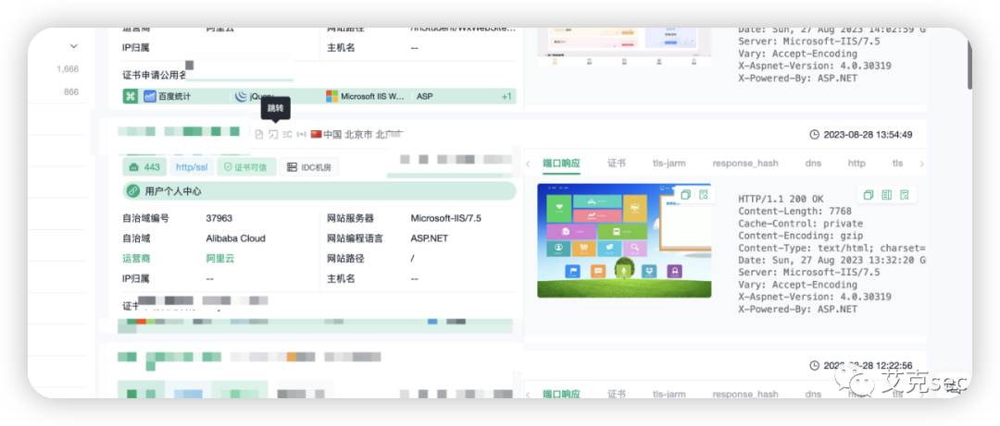 运营商
阿里云
网站路径
/InStudent/WxWebSite...
IP归属
--
主机名
--
证书申请公用名
1,666
866
百度统计
jQuery
Microsoft IIS W...
ASP
+1
Date: Sun, 27 Aug 2023 14:02:59 G
Server: Microsoft-IIS/7.5
Vary: Accept-Encoding
X-Aspnet-Version: 4.0.30319
X-Powered-By: ASP.NET
跳转
中国 北京市
2023-08-28 13:54:49
443
http/ssl
证书可信
IDC机房
用户个人中心
自治域编号
37963
网站服务器
Microsoft-IIS/7.5
自治域
Alibaba Cloud
网站编程语言
ASP.NET
运营商
阿里云
网站路径
/
IP归属
--
主机名
--
证书
端口响应
证书
tls-jarm
response_hash
dns
http
tls
HTTP/1.1 200 OK
Content-Length: 7768
Cache-Control: private
Content-Encoding: gzip
Content-Type: text/html; charset=
Date: Sun, 27 Aug 2023 13:32:20 G
Server: Microsoft-IIS/7.5
Vary: Accept-Encoding
X-Aspnet-Version: 4.0.30319
X-Powered-By: ASP.NET
2023-08-28 12:22:56
端口响应
证书
tls-jarm
response_hash
dns
http
tls
艾克sec